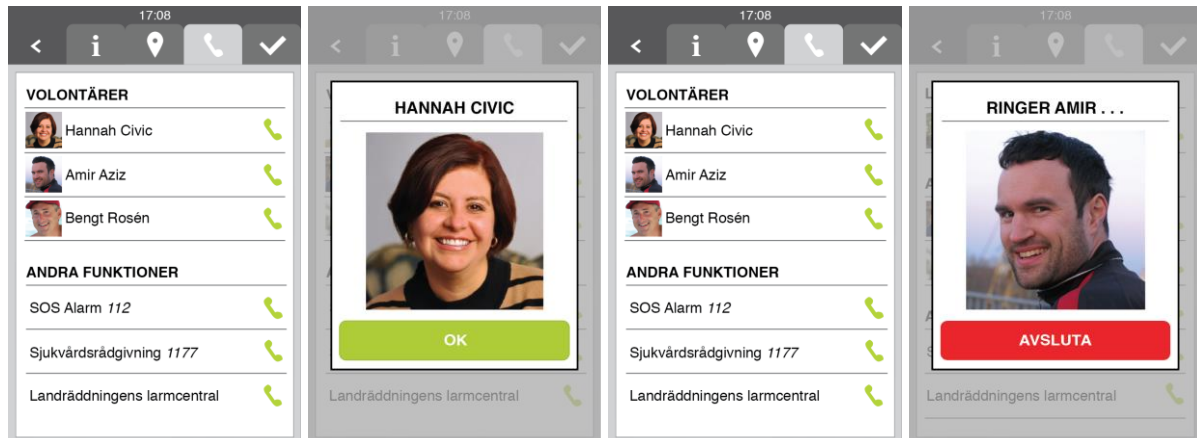 17:08
VOLONTÄRER
Hannah Civic
Amir Aziz
Bengt Rosén
ANDRA FUNKTIONER
SOS Alarm 112
Sjukvårdsrådgivning 1177
Landräddningens larmcentral
17:08
HANNAH CIVIC
OK
Landräddningens larmcentral
17:08
VOLONTÄRER
Hannah Civic
Amir Aziz
Bengt Rosén
ANDRA FUNKTIONER
SOS Alarm 112
Sjukvårdsrådgivning 1177
Landräddningens larmcentral
17:08
RINGER AMIR . . .
AVSLUTA
Landräddningens larmcentral